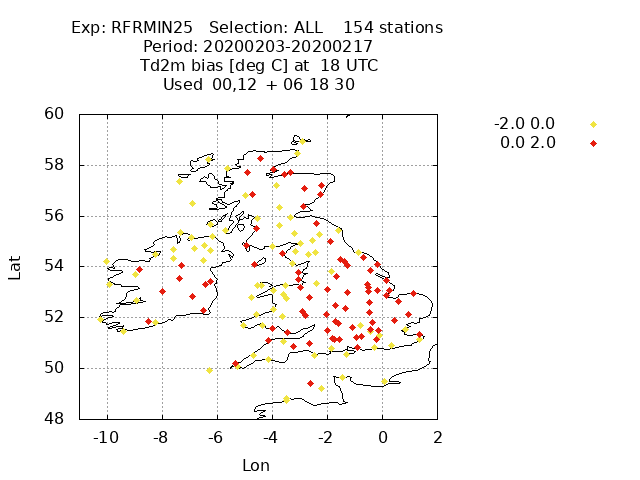 Exp: RFRMIN25 Selection: ALL 154 stations
Period: 20200203-20200217
Td2m bias [deg C] at 18 UTC
Used 00,12 + 06 18 30
-2.0 0.0
0.0 2.0
60
58
56
54
52
50
48
Lat
-10 -8 -6 -4 -2 0 2
Lon